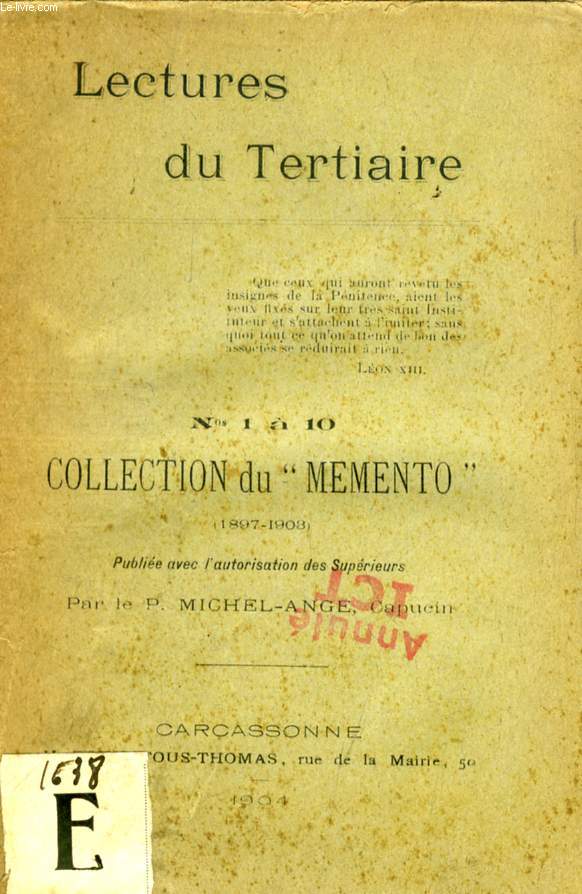 Le-livre.com
Lectures
du Tertiaire
Que ceux qui auront revêtu les
insignes de la Pénitence, aient les
yeux fixés sur leur très saint Insti-
tuteur et s'attachent à l'imiter; sans
quoi tout ce qu'on attend de bon des
associés se réduirait à rien.
LÉON XIII.
Nos 1 à 10
COLLECTION du “ MEMENTO ”
(1897-1903)
Publiée avec l'autorisation des Supérieurs
Par le P. MICHEL-ANGE, Capucin
Annulé
ICT
CARCASSONNE
TOUS-THOMAS, rue de la Mairie, 50
1904
1638
E